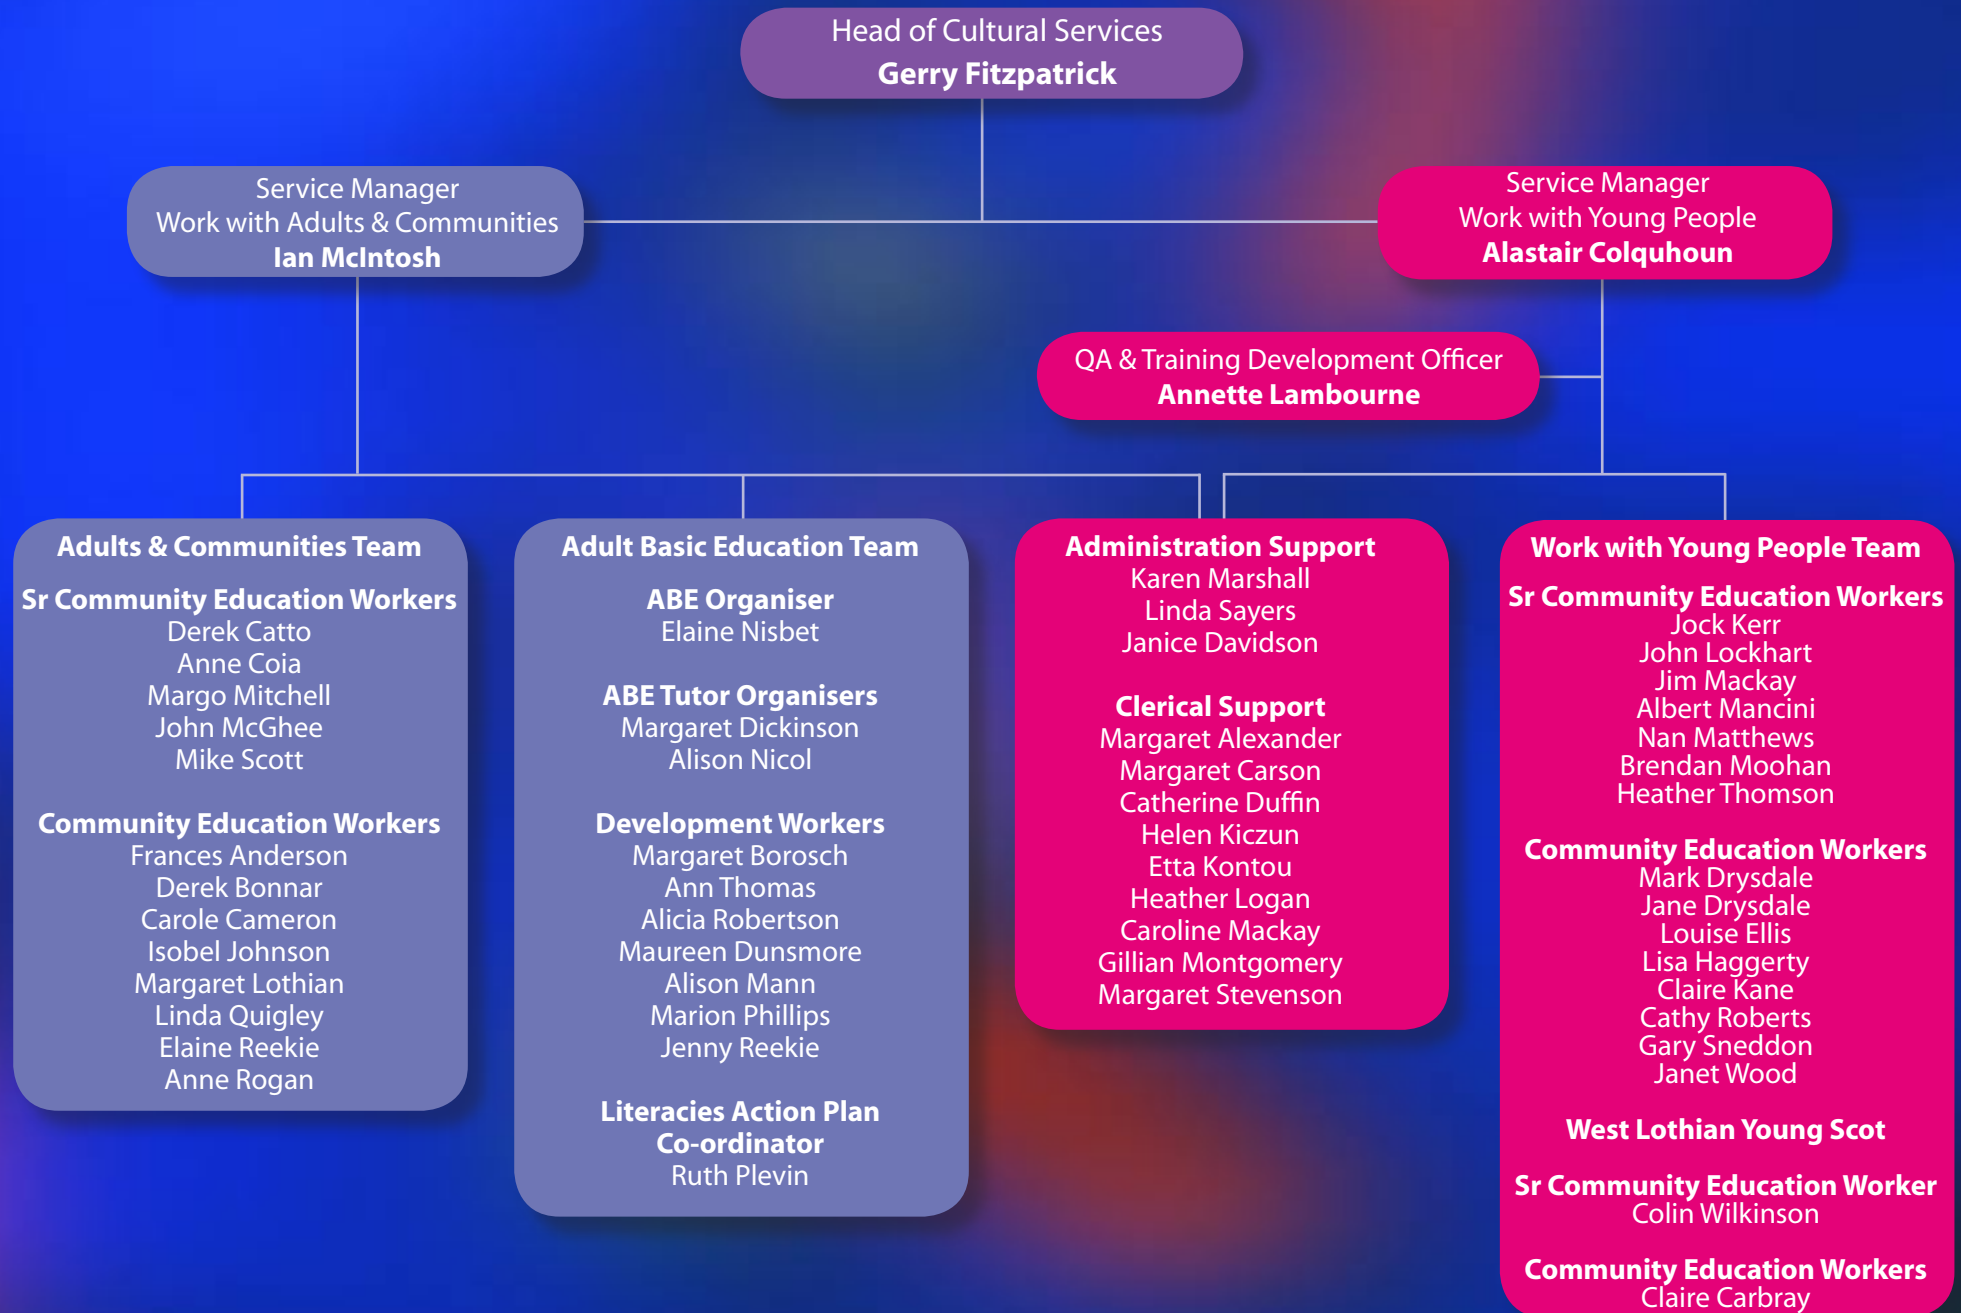 Head of Cultural Services
Gerry Fitzpatrick
Service Manager
Work with Adults & Communities
Ian McIntosh
Service Manager
Work with Young People
Alastair Colquhoun
QA & Training Development Officer
Annette Lambourne
Adults & Communities Team
Sr Community Education Workers
Derek Catto
Anne Coia
Margo Mitchell
John McGhee
Mike Scott
Community Education Workers
Frances Anderson
Derek Bonnar
Carole Cameron
Isobel Johnson
Margaret Lothian
Linda Quigley
Elaine Reekie
Anne Rogan
Adult Basic Education Team
ABE Organiser
Elaine Nisbet
ABE Tutor Organisers
Margaret Dickinson
Alison Nicol
Development Workers
Margaret Borosch
Ann Thomas
Alicia Robertson
Maureen Dunsmore
Alison Mann
Marion Phillips
Jenny Reekie
Literacies Action Plan
Co-ordinator
Ruth Plevin
Administration Support
Karen Marshall
Linda Sayers
Janice Davidson
Clerical Support
Margaret Alexander
Margaret Carson
Catherine Duffin
Helen Kiczun
Etta Kontou
Heather Logan
Caroline Mackay
Gillian Montgomery
Margaret Stevenson
Work with Young People Team
Sr Community Education Workers
Jock Kerr
John Lockhart
Jim Mackay
Albert Mancini
Nan Matthews
Brendan Moohan
Heather Thomson
Community Education Workers
Mark Drysdale
Jane Drysdale
Louise Ellis
Lisa Haggerty
Claire Kane
Cathy Roberts
Gary Sneddon
Janet Wood
West Lothian Young Scot
Sr Community Education Worker
Colin Wilkinson
Community Education Workers
Claire Carbray